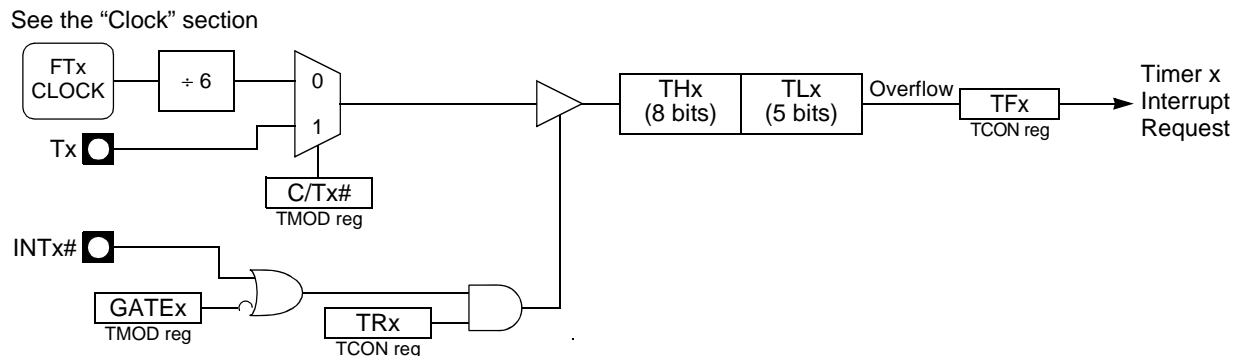 See the “Clock” section
FTx
CLOCK
÷ 6
0
1
Tx
C/Tx#
TMOD reg
THx
(8 bits)
TLx
(5 bits)
Overflow
TFx
TCON reg
Timer x
Interrupt
Request
INTx#
GATEx
TMOD reg
TRx
TCON reg